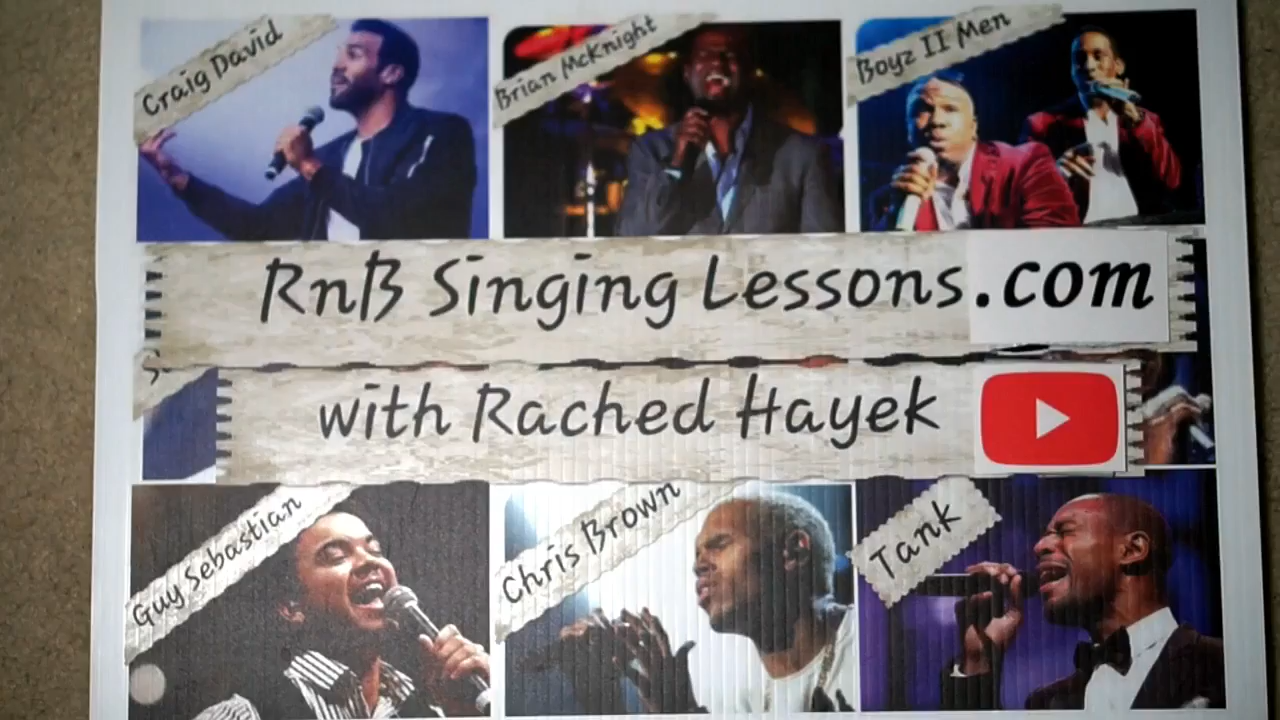 Craig David
Brian McKnight
Boyz II Men
RnB Singing Lessons.com
with Rached Hayek
Guy Sebastian
Chris Brown
Tank